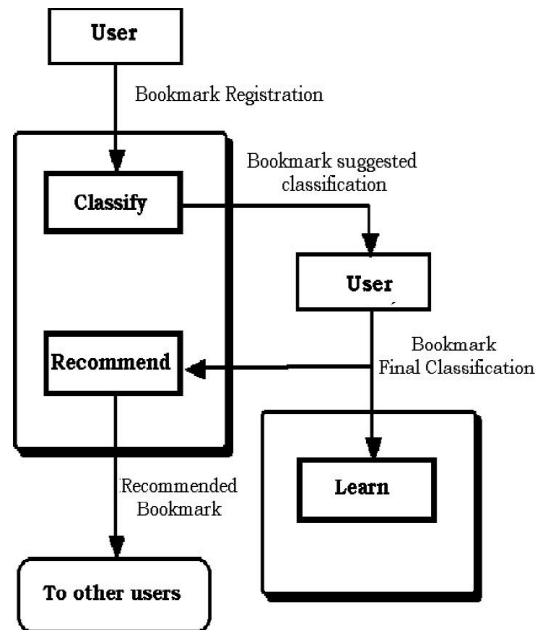 User
Bookmark Registration
Bookmark suggested
classification
Classify
User
Bookmark
Final Classification
Recommend
Learn
Recommended
Bookmark
To other users